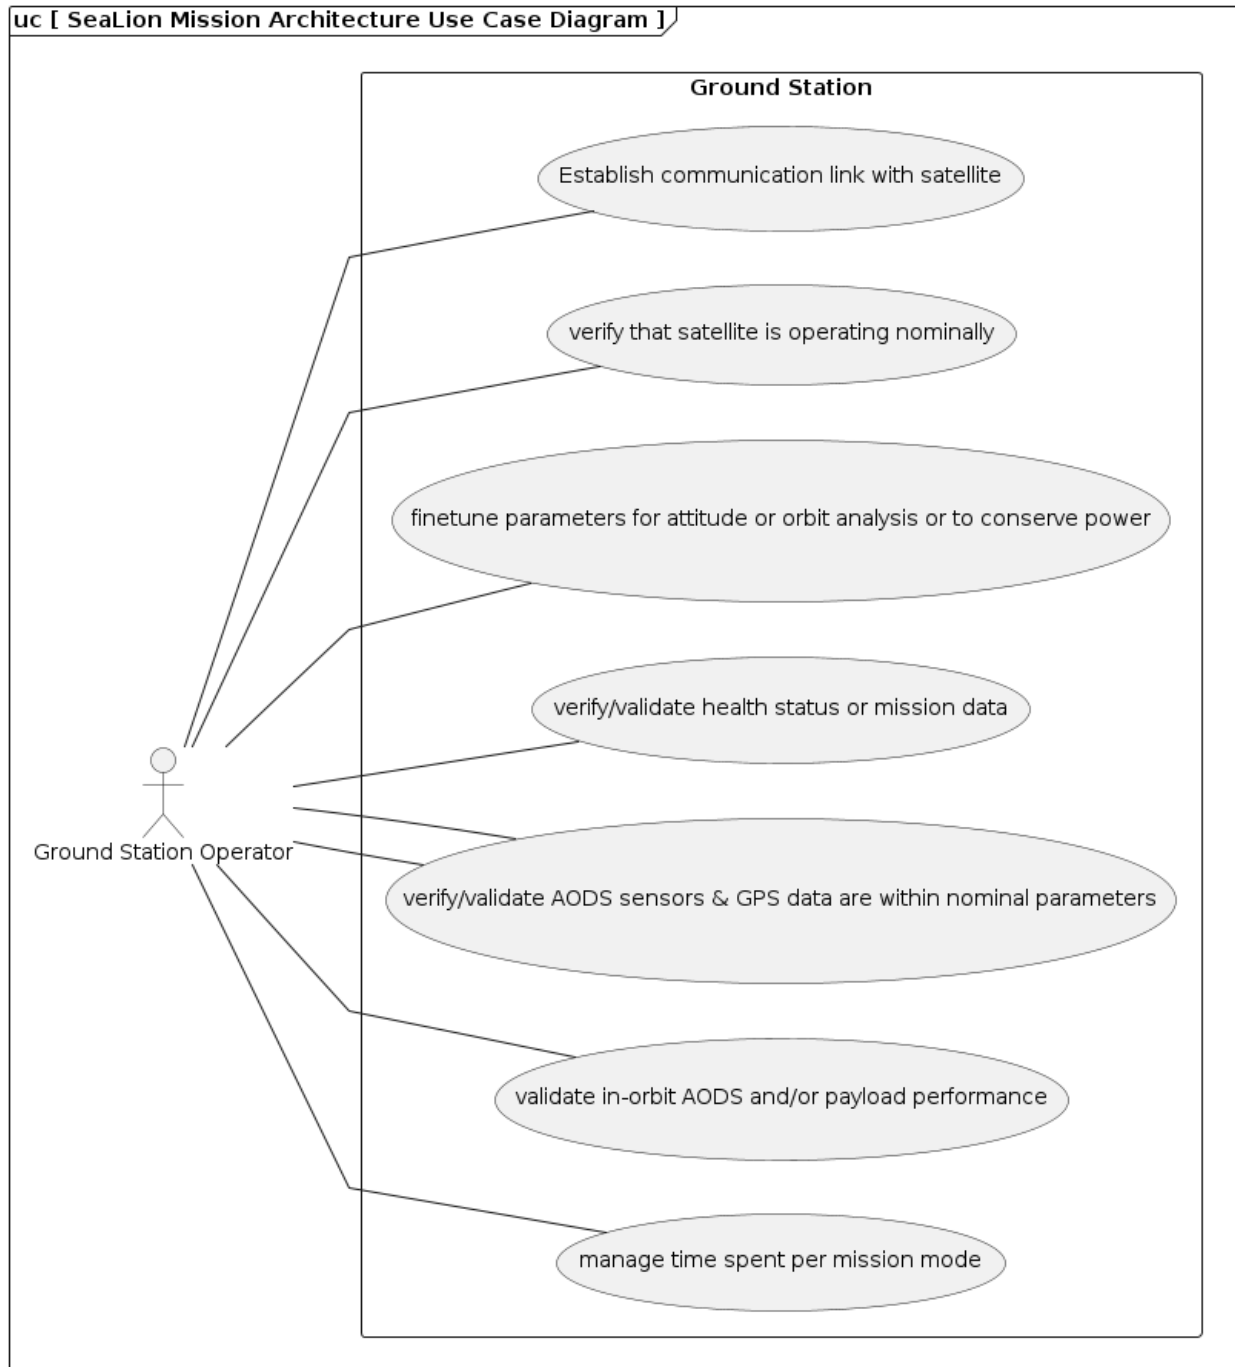 uc [ SeaLion Mission Architecture Use Case Diagram ]
Ground Station
Establish communication link with satellite
verify that satellite is operating nominally
finetune parameters for attitude or orbit analysis or to conserve power
verify/validate health status or mission data
Ground Station Operator
verify/validate AODS sensors & GPS data are within nominal parameters
validate in-orbit AODS and/or payload performance
manage time spent per mission mode